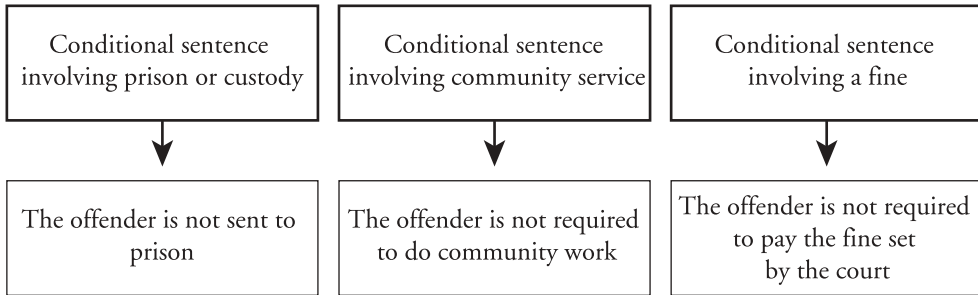 Conditional sentence
involving prison or custody
Conditional sentence
involving community service
Conditional sentence
involving a fine
The offender is not sent to
prison
The offender is not required
to do community work
The offender is not required
to pay the fine set
by the court